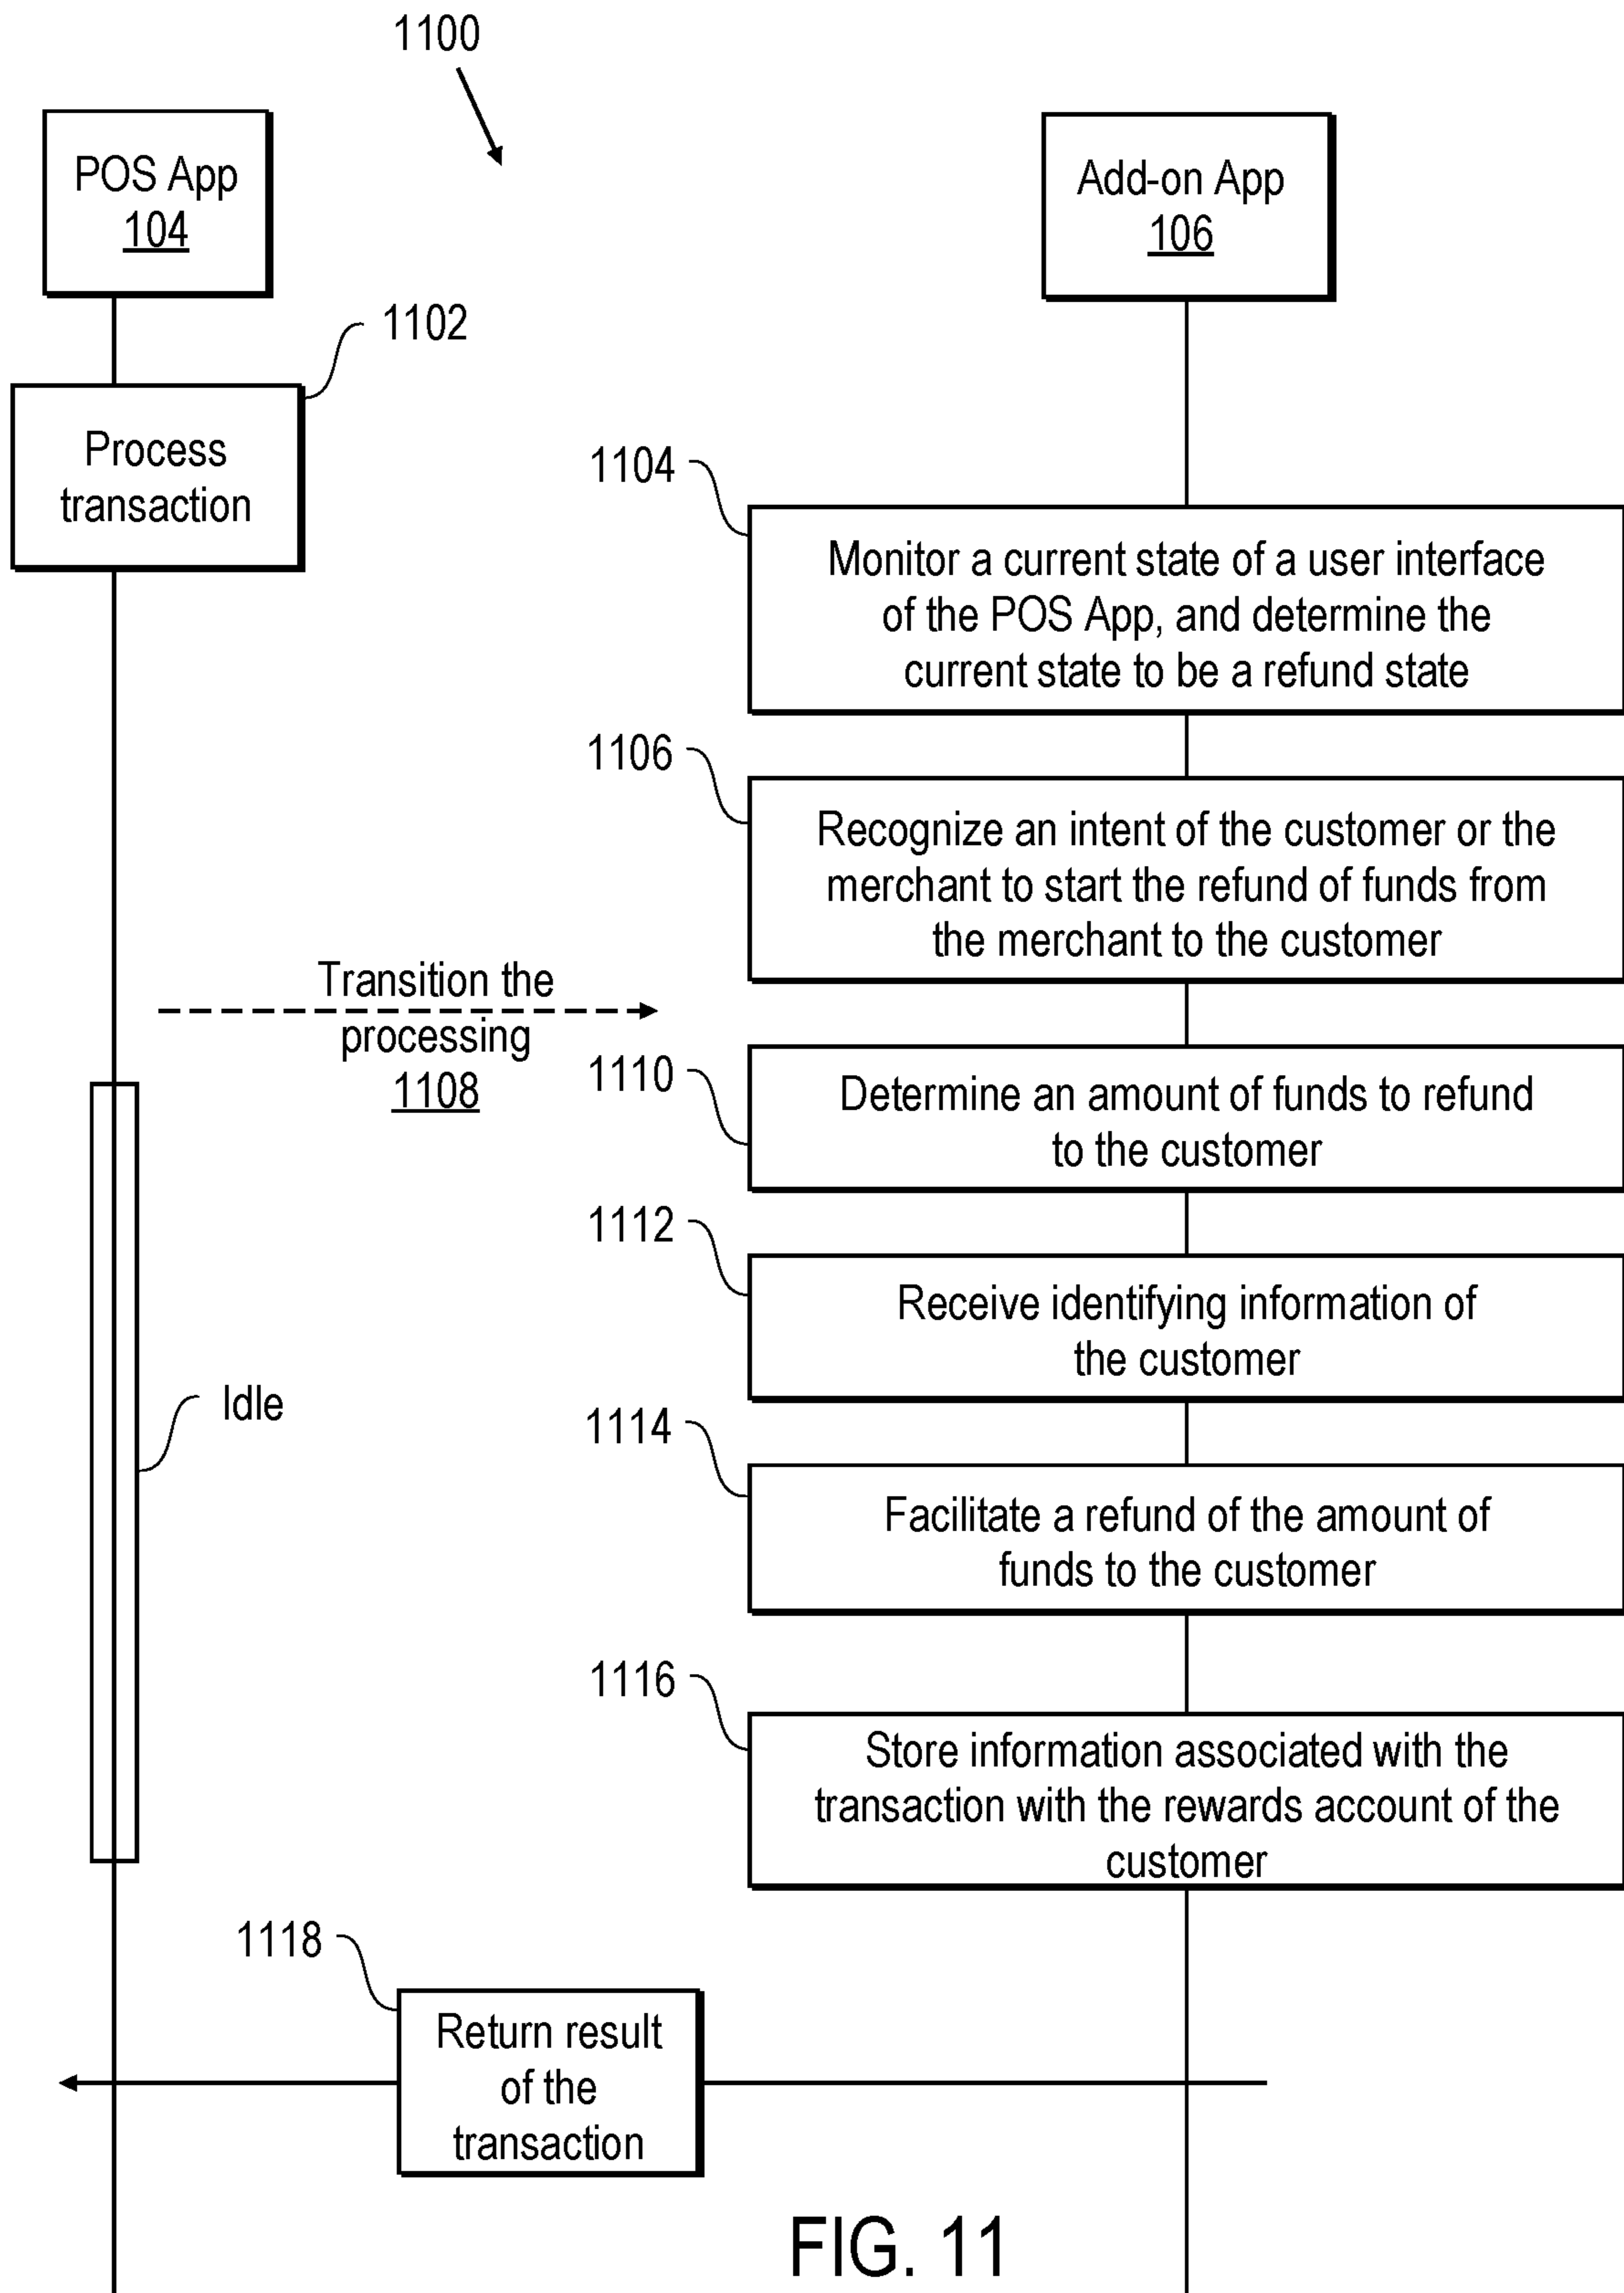 1100
POS App
104
Add-on App
106
1102
Process
transaction
1104
Monitor a current state of a user interface
of the POS App, and determine the
current state to be a refund state
1106
Recognize an intent of the customer or the
merchant to start the refund of funds from
the merchant to the customer
Transition the
processing
1108
1110
Determine an amount of funds to refund
to the customer
1112
Receive identifying information of
the customer
Idle
1114
Facilitate a refund of the amount of
funds to the customer
1116
Store information associated with the
transaction with the rewards account of the
customer
1118
Return result
of the
transaction
FIG. 11